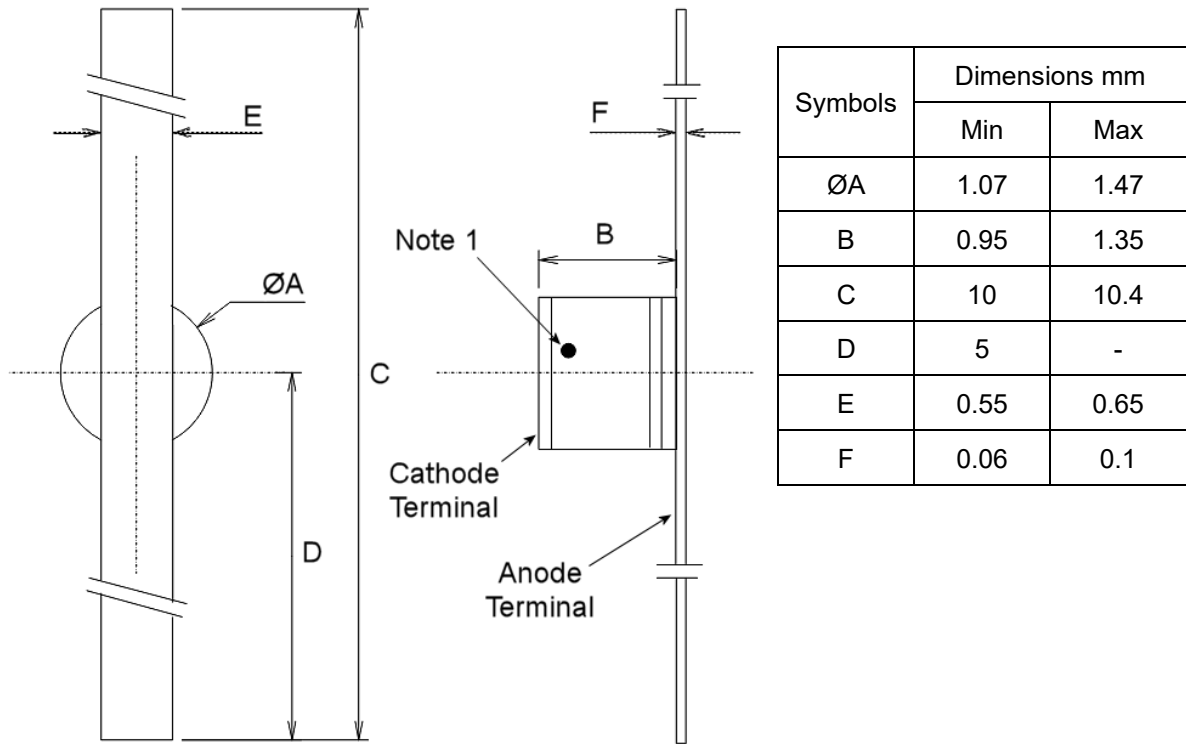 E
ØA
C
D
F
B
Note 1
Cathode
Terminal
Anode
Terminal
Symbols Dimensions mm
Min Max
ØA 1.07 1.47
B 0.95 1.35
C 10 10.4
D 5 -
E 0.55 0.65
F 0.06 0.1